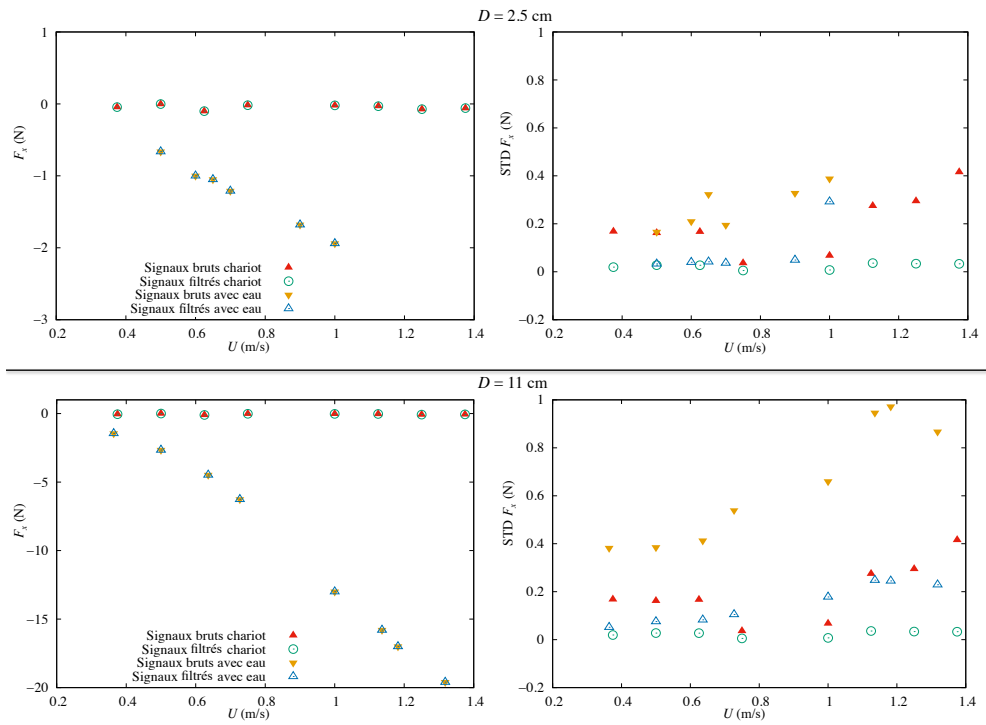 D = 2.5 cm
1
0
−1
−2
−3
F_x (N)
Signaux bruts chariot
Signaux filtrés chariot
Signaux bruts avec eau
Signaux filtrés avec eau
0.2 0.4 0.6 0.8 1 1.2 1.4
U (m/s)
1
0.8
0.6
0.4
0.2
0
−0.2
STD F_x (N)
0.2 0.4 0.6 0.8 1 1.2 1.4
U (m/s)
D = 11 cm
0
−5
−10
−15
−20
F_x (N)
Signaux bruts chariot
Signaux filtrés chariot
Signaux bruts avec eau
Signaux filtrés avec eau
0.2 0.4 0.6 0.8 1 1.2 1.4
U (m/s)
1
0.8
0.6
0.4
0.2
0
−0.2
STD F_x (N)
0.2 0.4 0.6 0.8 1 1.2 1.4
U (m/s)